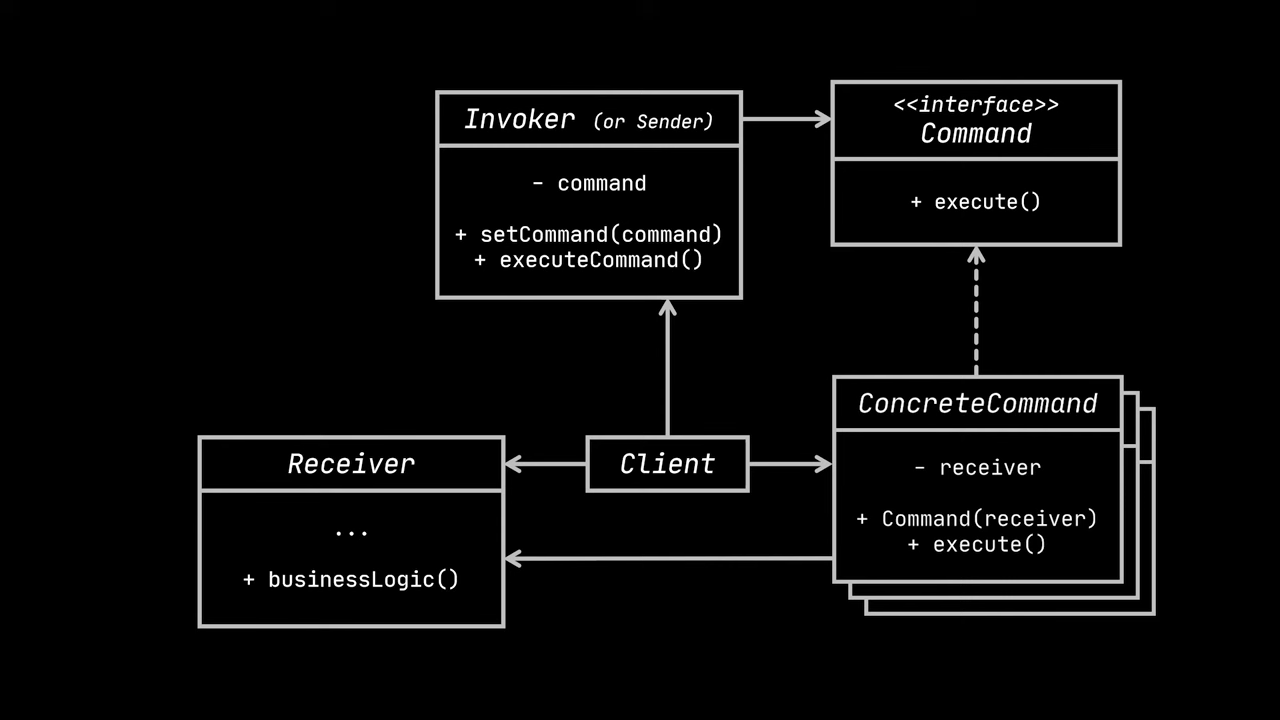 Invoker (or Sender)
- command
+ setCommand(command)
+ executeCommand()
<<interface>>
Command
+ execute()
Receiver
...
+ businessLogic()
Client
ConcreteCommand
- receiver
+ Command(receiver)
+ execute()